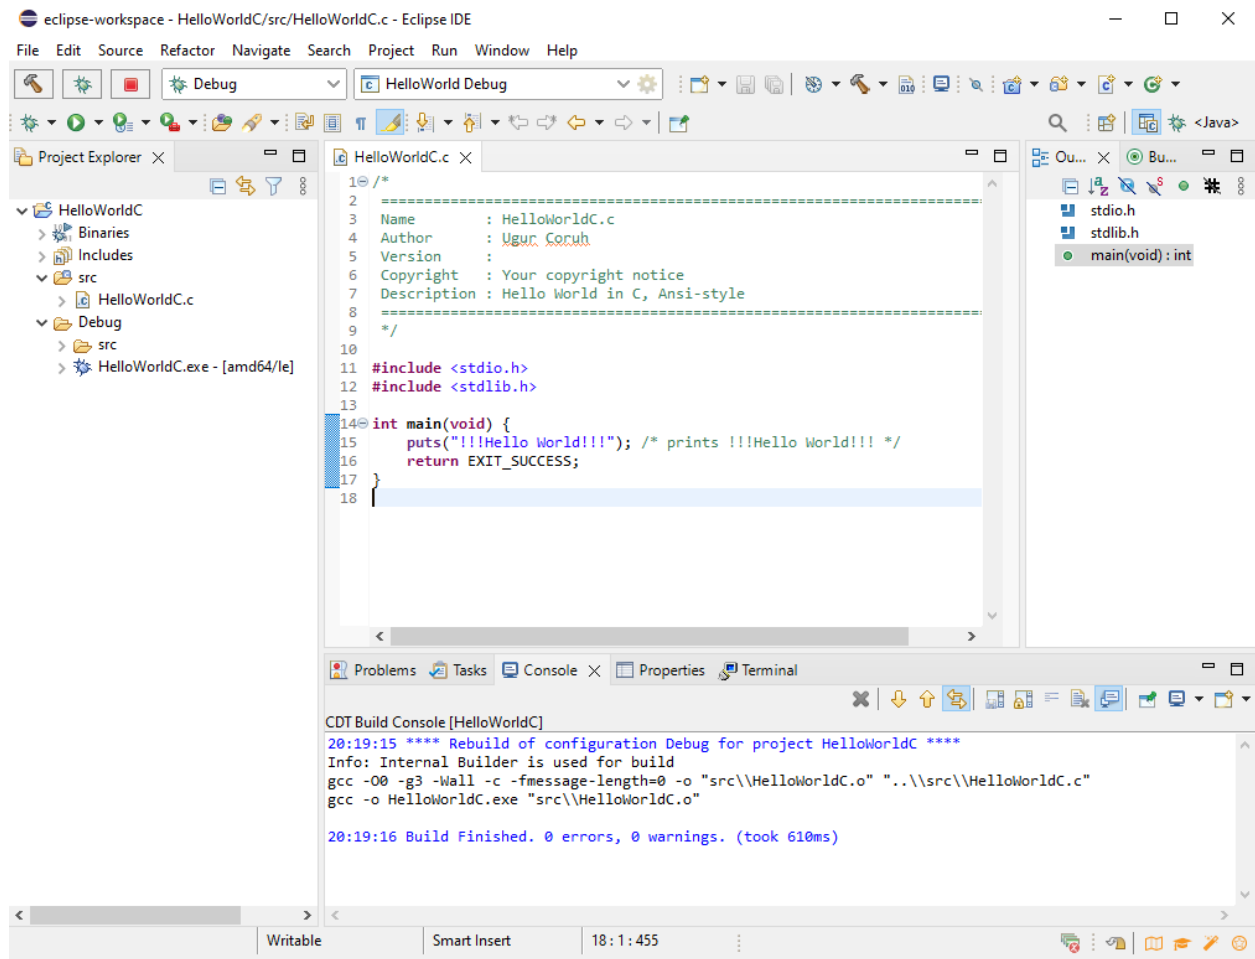 eclipse-workspace - HelloWorldC/src/HelloWorldC.c - Eclipse IDE
File Edit Source Refactor Navigate Search Project Run Window Help
Debug
HelloWorld Debug
<Java>
Project Explorer
HelloWorldC
Binaries
Includes
src
HelloWorldC.c
Debug
src
HelloWorldC.exe - [amd64/le]
HelloWorldC.c
1 /*
2 ============================================================================
3 Name        : HelloWorldC.c
4 Author      : Ugur Coruh
5 Version     :
6 Copyright   : Your copyright notice
7 Description : Hello World in C, Ansi-style
8 ============================================================================
9 */
10
11 #include <stdio.h>
12 #include <stdlib.h>
13
14 int main(void) {
15     puts("!!!Hello World!!!"); /* prints !!!Hello World!!! */
16     return EXIT_SUCCESS;
17 }
18
Ou... Bu...
stdio.h
stdlib.h
main(void) : int
Problems Tasks Console Properties Terminal
CDT Build Console [HelloWorldC]
20:19:15 **** Rebuild of configuration Debug for project HelloWorldC ****
Info: Internal Builder is used for build
gcc -O0 -g3 -Wall -c -fmessage-length=0 -o "src\\HelloWorldC.o" "..\\src\\HelloWorldC.c"
gcc -o HelloWorldC.exe "src\\HelloWorldC.o"
20:19:16 Build Finished. 0 errors, 0 warnings. (took 610ms)
Writable Smart Insert 18 : 1 : 455